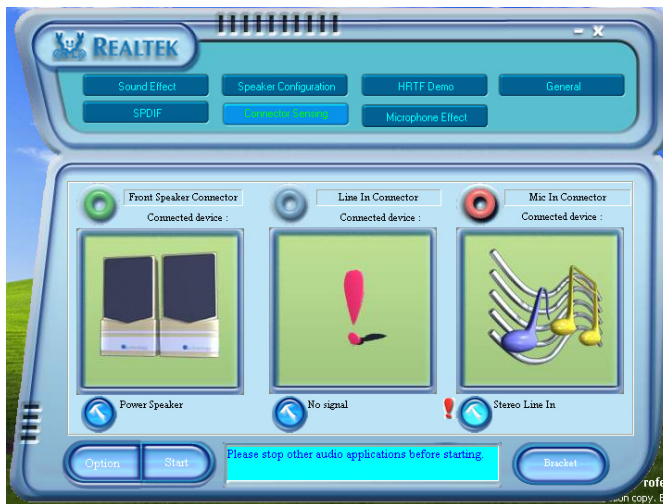 REALTEK
Sound Effect
Speaker Configuration
HRTF Demo
General
SPDIF
Connector Sensing
Microphone Effect
Front Speaker Connector
Line In Connector
Mic In Connector
Connected device :
Connected device :
Connected device :
Power Speaker
No signal
Stereo Line In
Option
Start
Please stop other audio applications before starting.
Bracket
rofe
copy. B